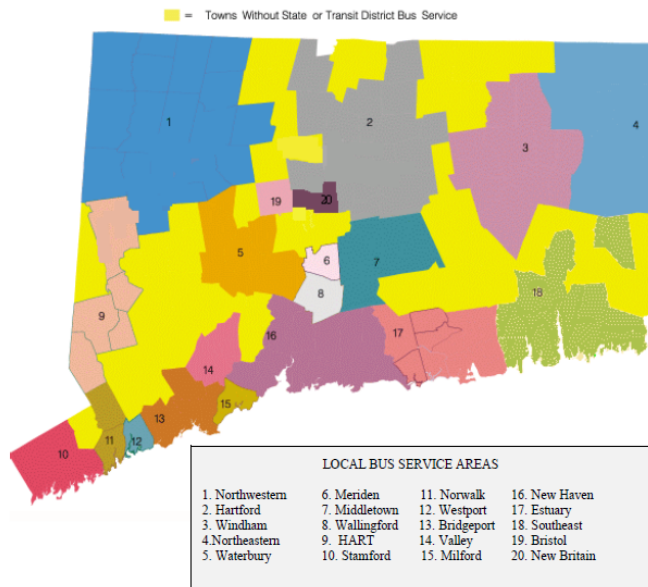 = Towns Without State or Transit District Bus Service
1
2
3
4
19
20
5
6
7
8
9
16
17
18
14
15
13
12
11
10
LOCAL BUS SERVICE AREAS
1. Northwestern 6. Meriden 11. Norwalk 16. New Haven
2. Hartford 7. Middletown 12. Westport 17. Estuary
3. Windham 8. Wallingford 13. Bridgeport 18. Southeast
4.Northeastern 9. HART 14. Valley 19. Bristol
5. Waterbury 10. Stamford 15. Milford 20. New Britain